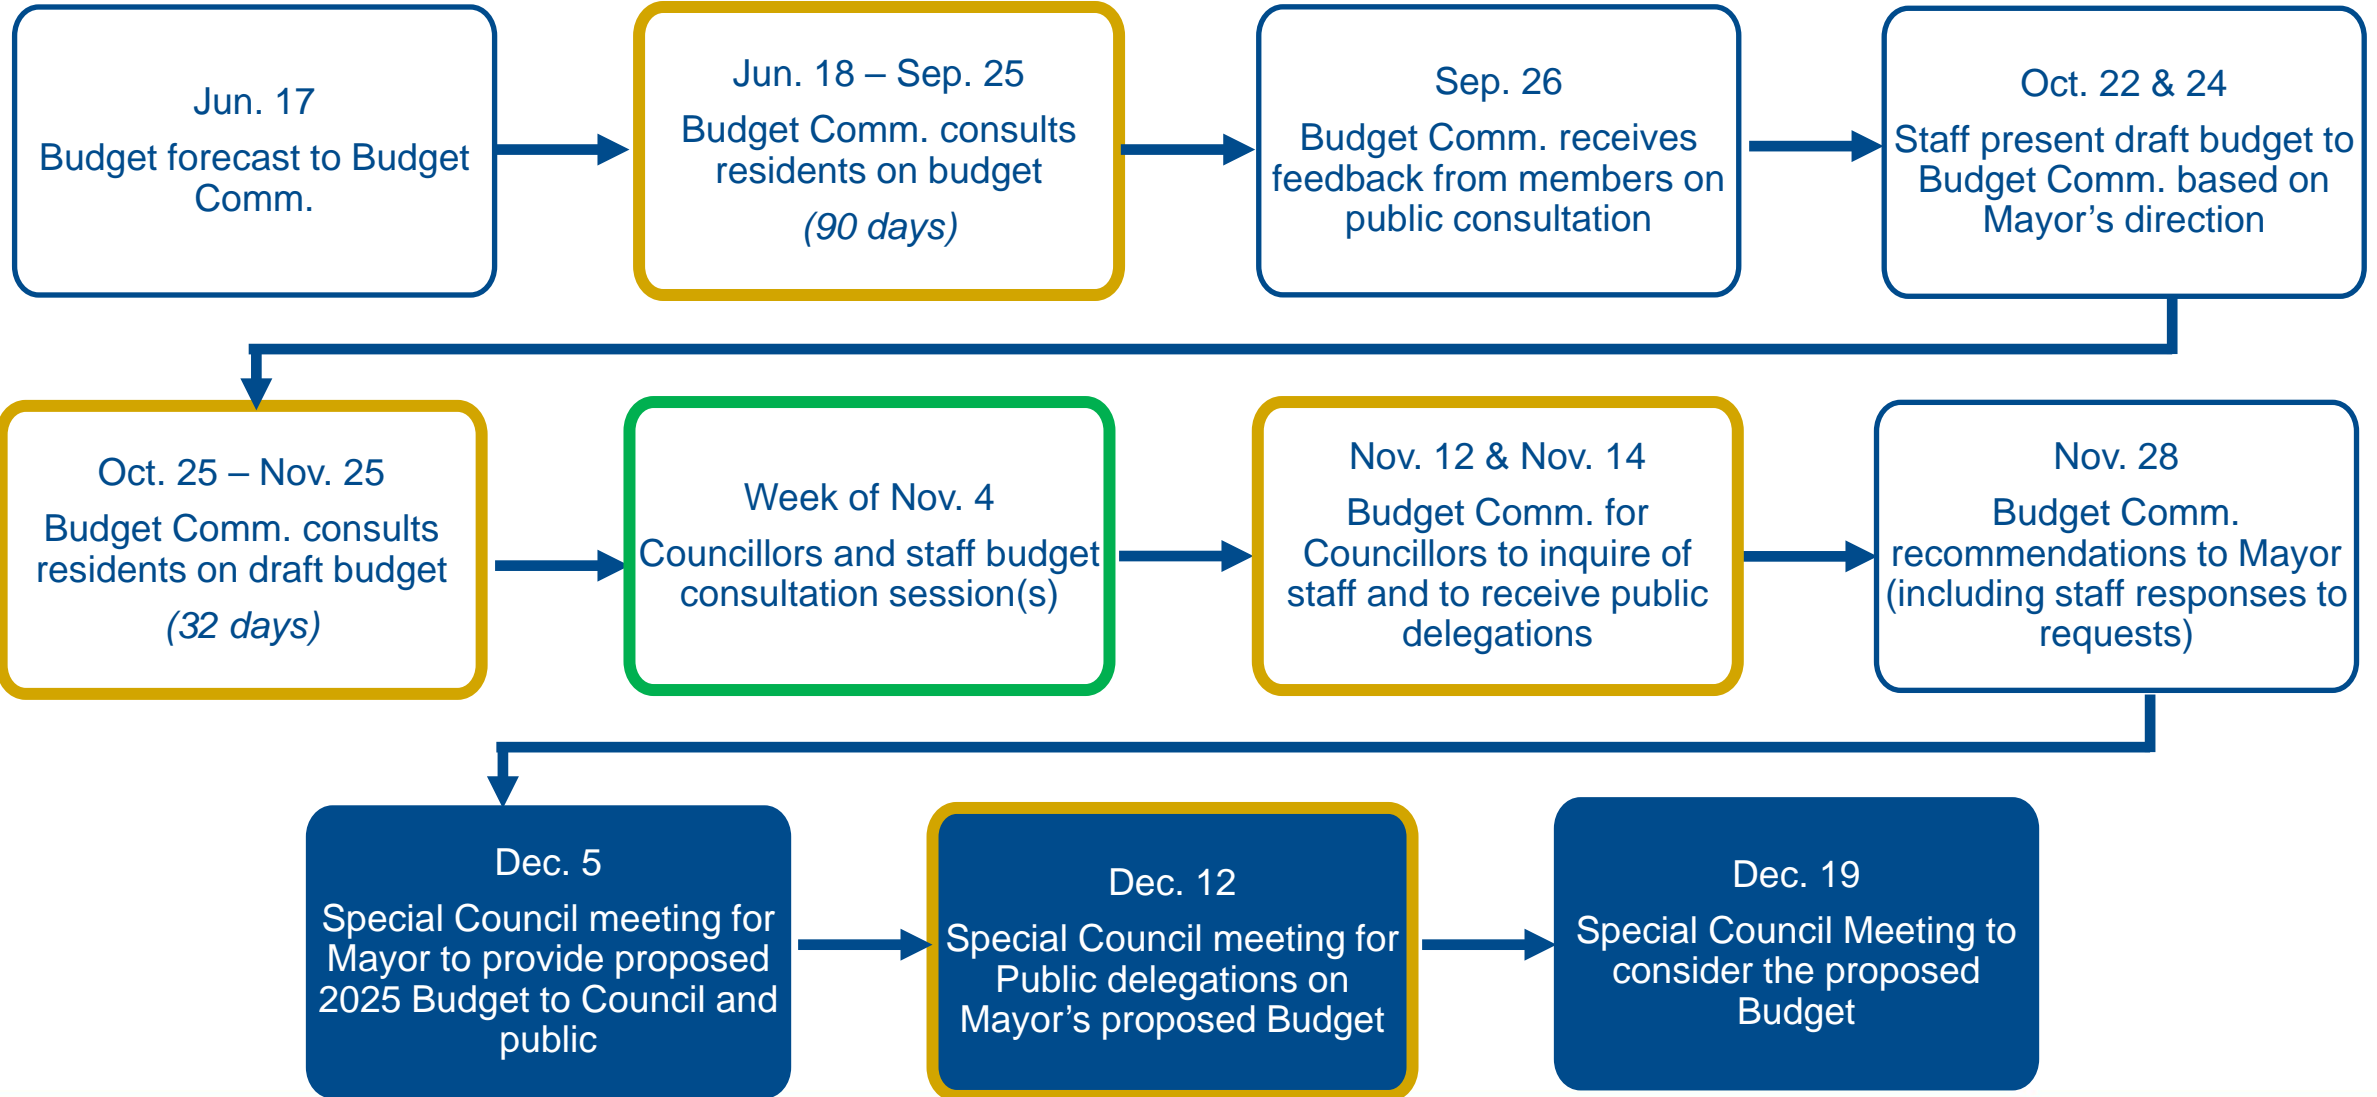 Jun. 17
Budget forecast to Budget
Comm.
Jun. 18 – Sep. 25
Budget Comm. consults
residents on budget
(90 days)
Sep. 26
Budget Comm. receives
feedback from members on
public consultation
Oct. 22 & 24
Staff present draft budget to
Budget Comm. based on
Mayor’s direction
Oct. 25 – Nov. 25
Budget Comm. consults
residents on draft budget
(32 days)
Week of Nov. 4
Councillors and staff budget
consultation session(s)
Nov. 12 & Nov. 14
Budget Comm. for
Councillors to inquire of
staff and to receive public
delegations
Nov. 28
Budget Comm.
recommendations to Mayor
(including staff responses to
requests)
Dec. 5
Special Council meeting for
Mayor to provide proposed
2025 Budget to Council and
public
Dec. 12
Special Council meeting for
Public delegations on
Mayor’s proposed Budget
Dec. 19
Special Council Meeting to
consider the proposed
Budget